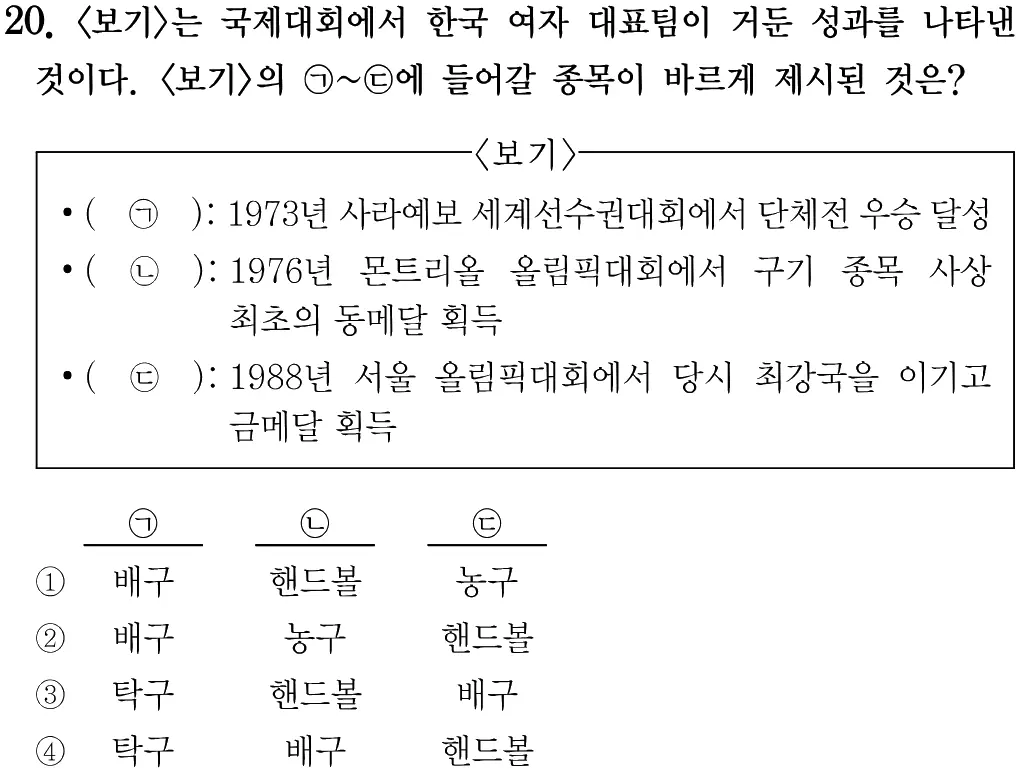 20. 〈보기〉는 국제대회에서 한국 여자 대표팀이 거둔 성과를 나타낸
것이다. 〈보기〉의 ㉠~㉢에 들어갈 종목이 바르게 제시된 것은?
〈보기〉
• ( ㉠ ): 1973년 사라예보 세계선수권대회에서 단체전 우승 달성
• ( ㉡ ): 1976년 몬트리올 올림픽대회에서 구기 종목 사상
최초의 동메달 획득
• ( ㉢ ): 1988년 서울 올림픽대회에서 당시 최강국을 이기고
금메달 획득
㉠ ㉡ ㉢
① 배구 핸드볼 농구
② 배구 농구 핸드볼
③ 탁구 핸드볼 배구
④ 탁구 배구 핸드볼